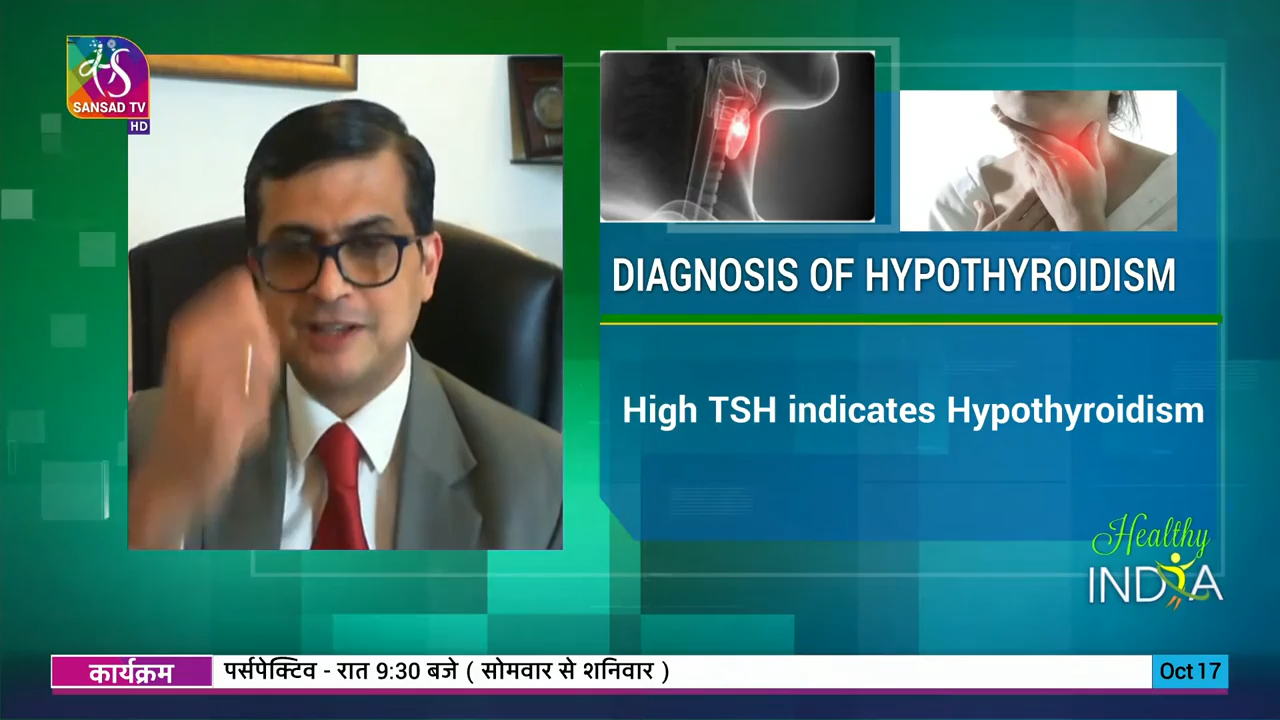 SANSAD TV
HD
DIAGNOSIS OF HYPOTHYROIDISM
High TSH indicates Hypothyroidism
Healthy
INDIA
कार्यक्रम
पर्सपेक्टिव - रात 9:30 बजे ( सोमवार से शनिवार )
Oct 17